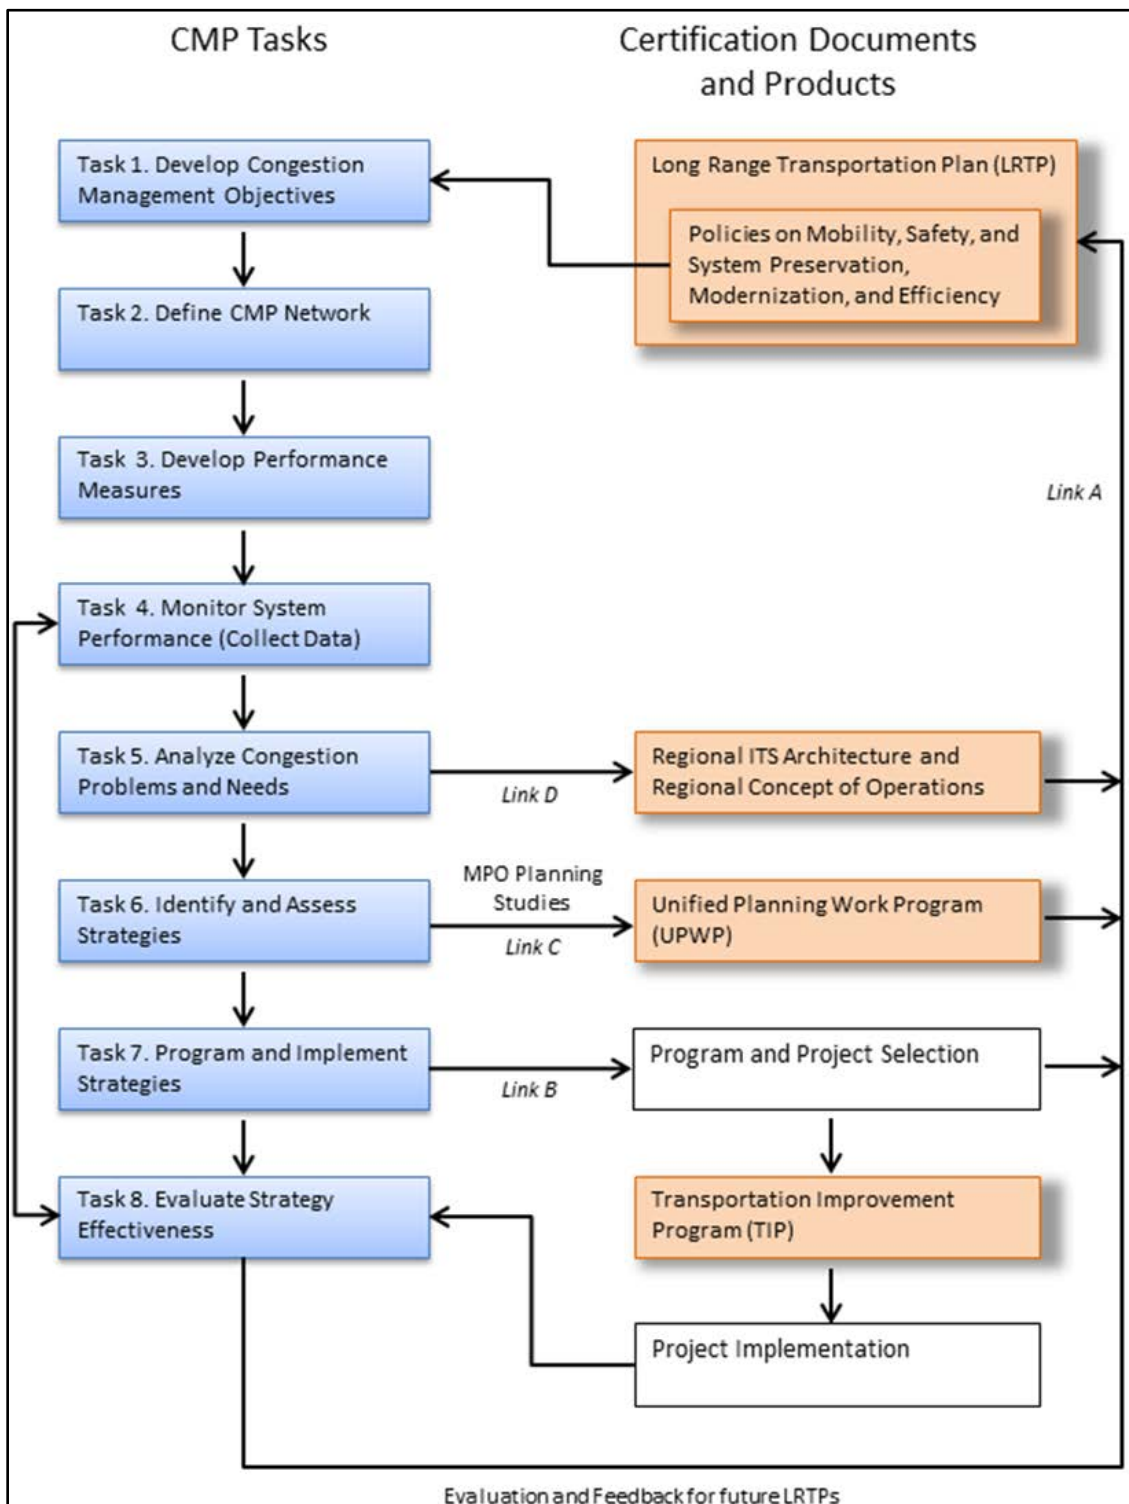 CMP Tasks
Certification Documents
and Products
Task 1. Develop Congestion
Management Objectives
Long Range Transportation Plan (LRTP)
Policies on Mobility, Safety, and
System Preservation,
Modernization, and Efficiency
Task 2. Define CMP Network
Task 3. Develop Performance
Measures
Link A
Task 4. Monitor System
Performance (Collect Data)
Task 5. Analyze Congestion
Problems and Needs
Link D
Regional ITS Architecture and
Regional Concept of Operations
Task 6. Identify and Assess
Strategies
MPO Planning
Studies
Link C
Unified Planning Work Program
(UPWP)
Task 7. Program and Implement
Strategies
Link B
Program and Project Selection
Task 8. Evaluate Strategy
Effectiveness
Transportation Improvement
Program (TIP)
Project Implementation
Evaluation and Feedback for future LRTPs